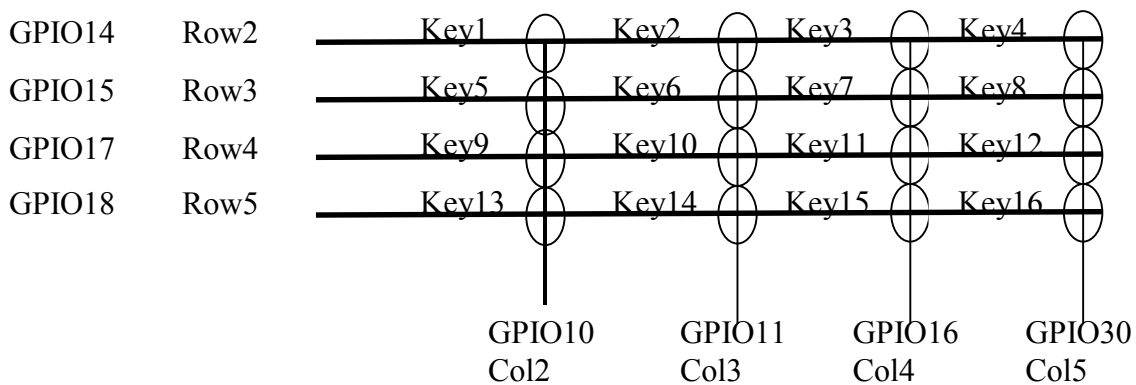 GPIO14 Row2 Key1 Key2 Key3 Key4
GPIO15 Row3 Key5 Key6 Key7 Key8
GPIO17 Row4 Key9 Key10 Key11 Key12
GPIO18 Row5 Key13 Key14 Key15 Key16
GPIO10 GPIO11 GPIO16 GPIO30
Col2 Col3 Col4 Col5